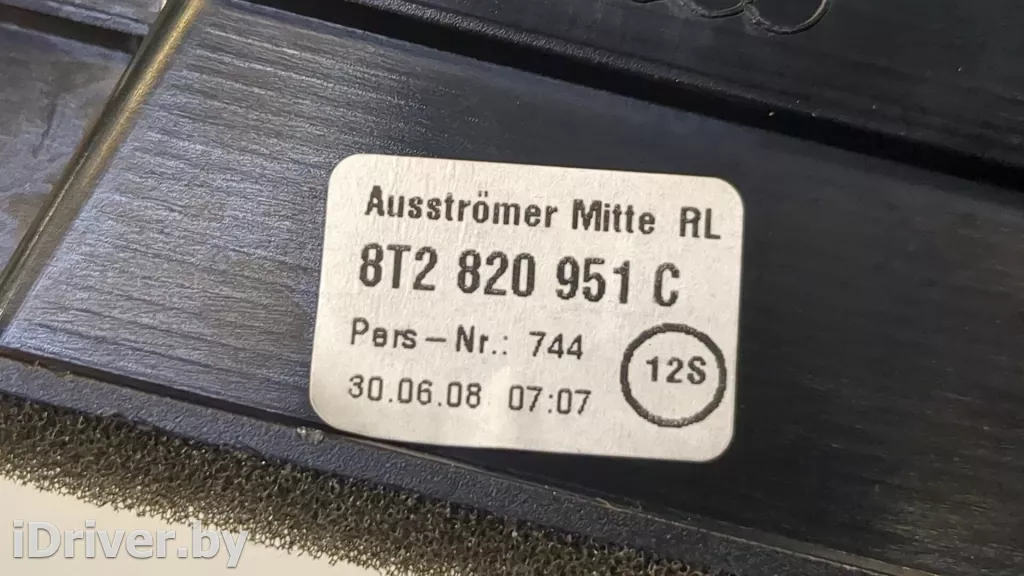 Ausströmer Mitte RL
8T2 820 951 C
Pers-Nr.: 744
12S
30.06.08 07:07
iDriver.by